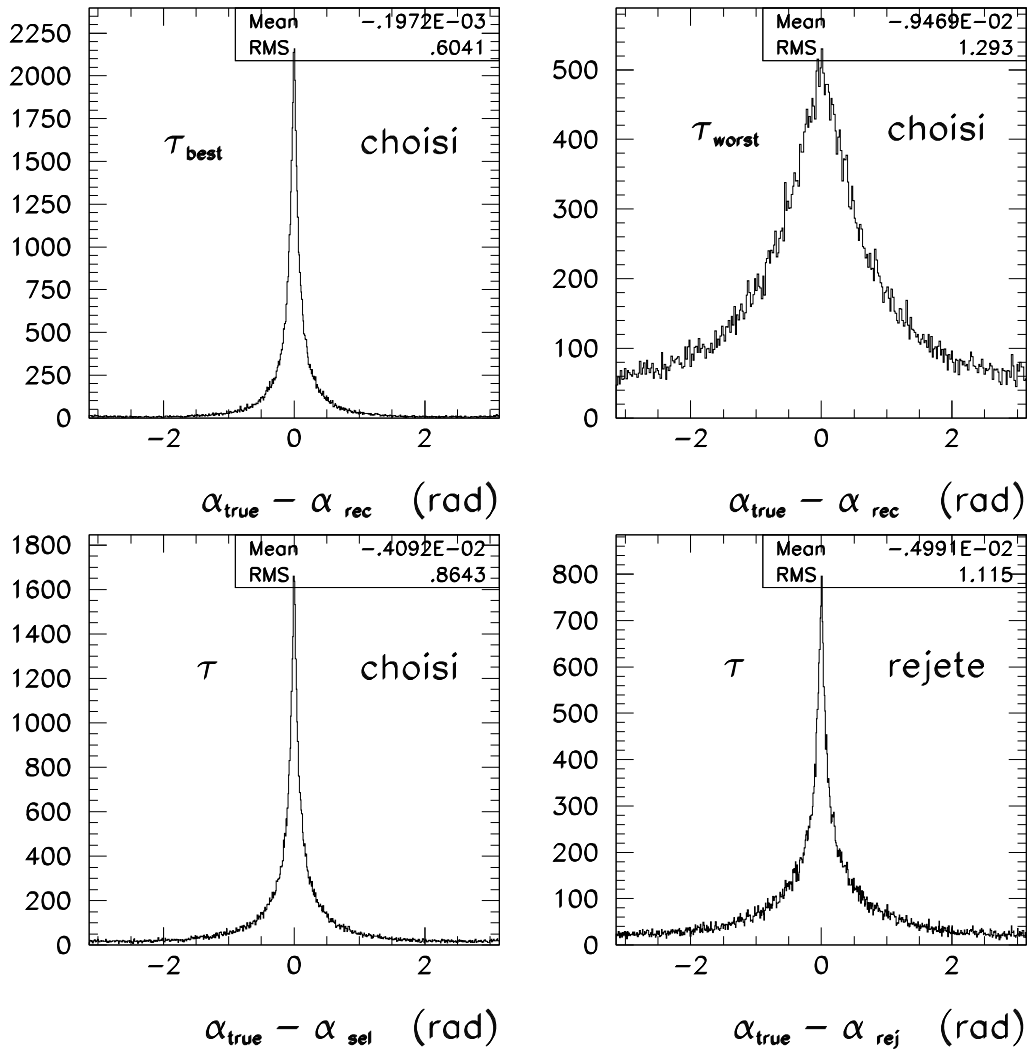 Mean -.1972E-03
RMS .6041
2250
2000
1750
1500
1250
1000
750
500
250
0
τbest choisi
-2 0 2
αtrue - α rec (rad)
Mean -.9469E-02
RMS 1.293
500
400
300
200
100
0
τworst choisi
-2 0 2
αtrue - α rec (rad)
Mean -.4092E-02
RMS .8643
1800
1600
1400
1200
1000
800
600
400
200
0
τ choisi
-2 0 2
αtrue - α sel (rad)
Mean -.4991E-02
RMS 1.115
800
700
600
500
400
300
200
100
0
τ rejete
-2 0 2
αtrue - α rej (rad)